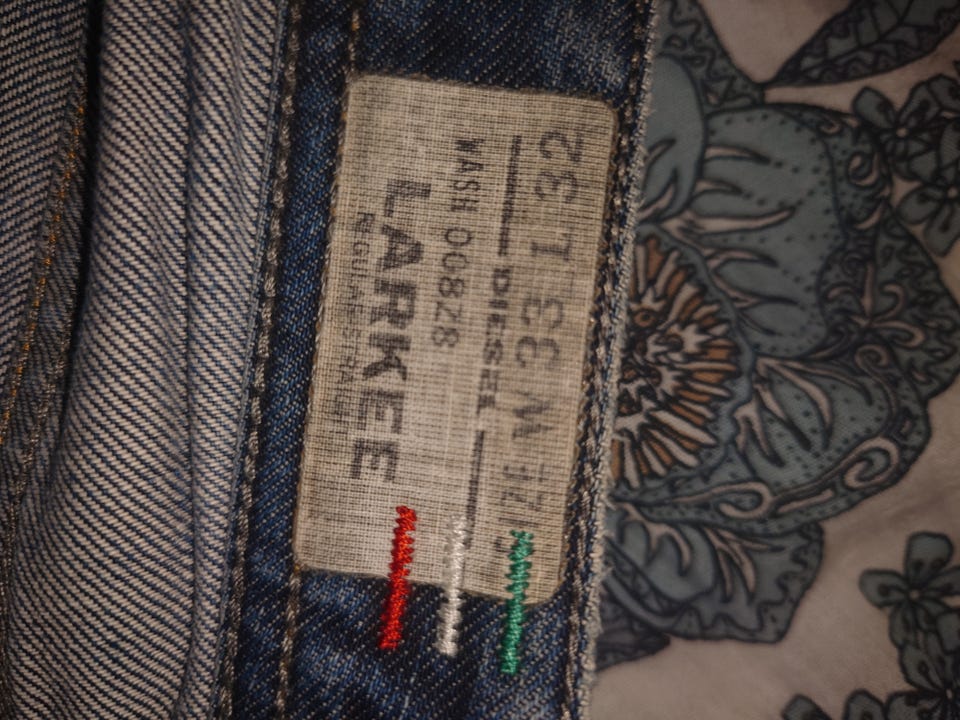 SIZE W 33 L 32
DIESEL
WASH 008Z8
LARKEE
REGULAR-STRAIGHT